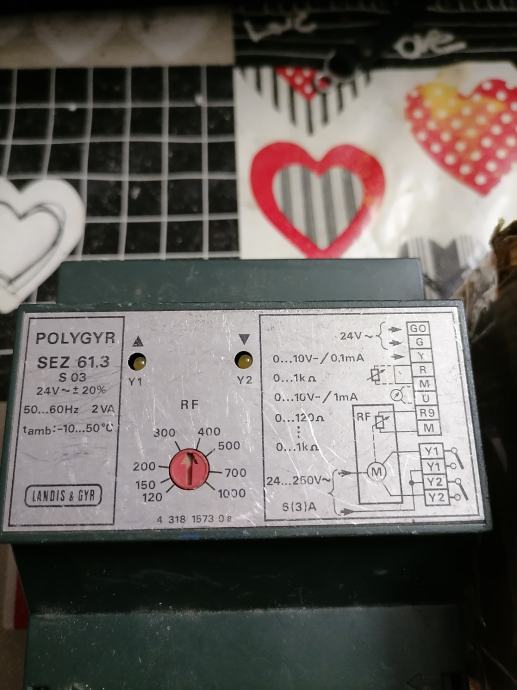 Love
POLYGYR
SEZ 61.3
S 03
24V~ ± 20%
50...60Hz 2VA
tamb:-10...50°C
LANDIS & GYR
▲
▼
Y1
Y2
RF
300
400
200
500
150
700
120
1000
4 318 1573 0
24V~
GO
G
0...10V⎓/0,1mA
Y
0...1kΩ
R
M
0...10V⎓/1mA
U
M
0...120Ω
RF
R9
⋮
M
0...1kΩ
Y1
Y1
24...250V~
M
Y2
Y2
S(3)A